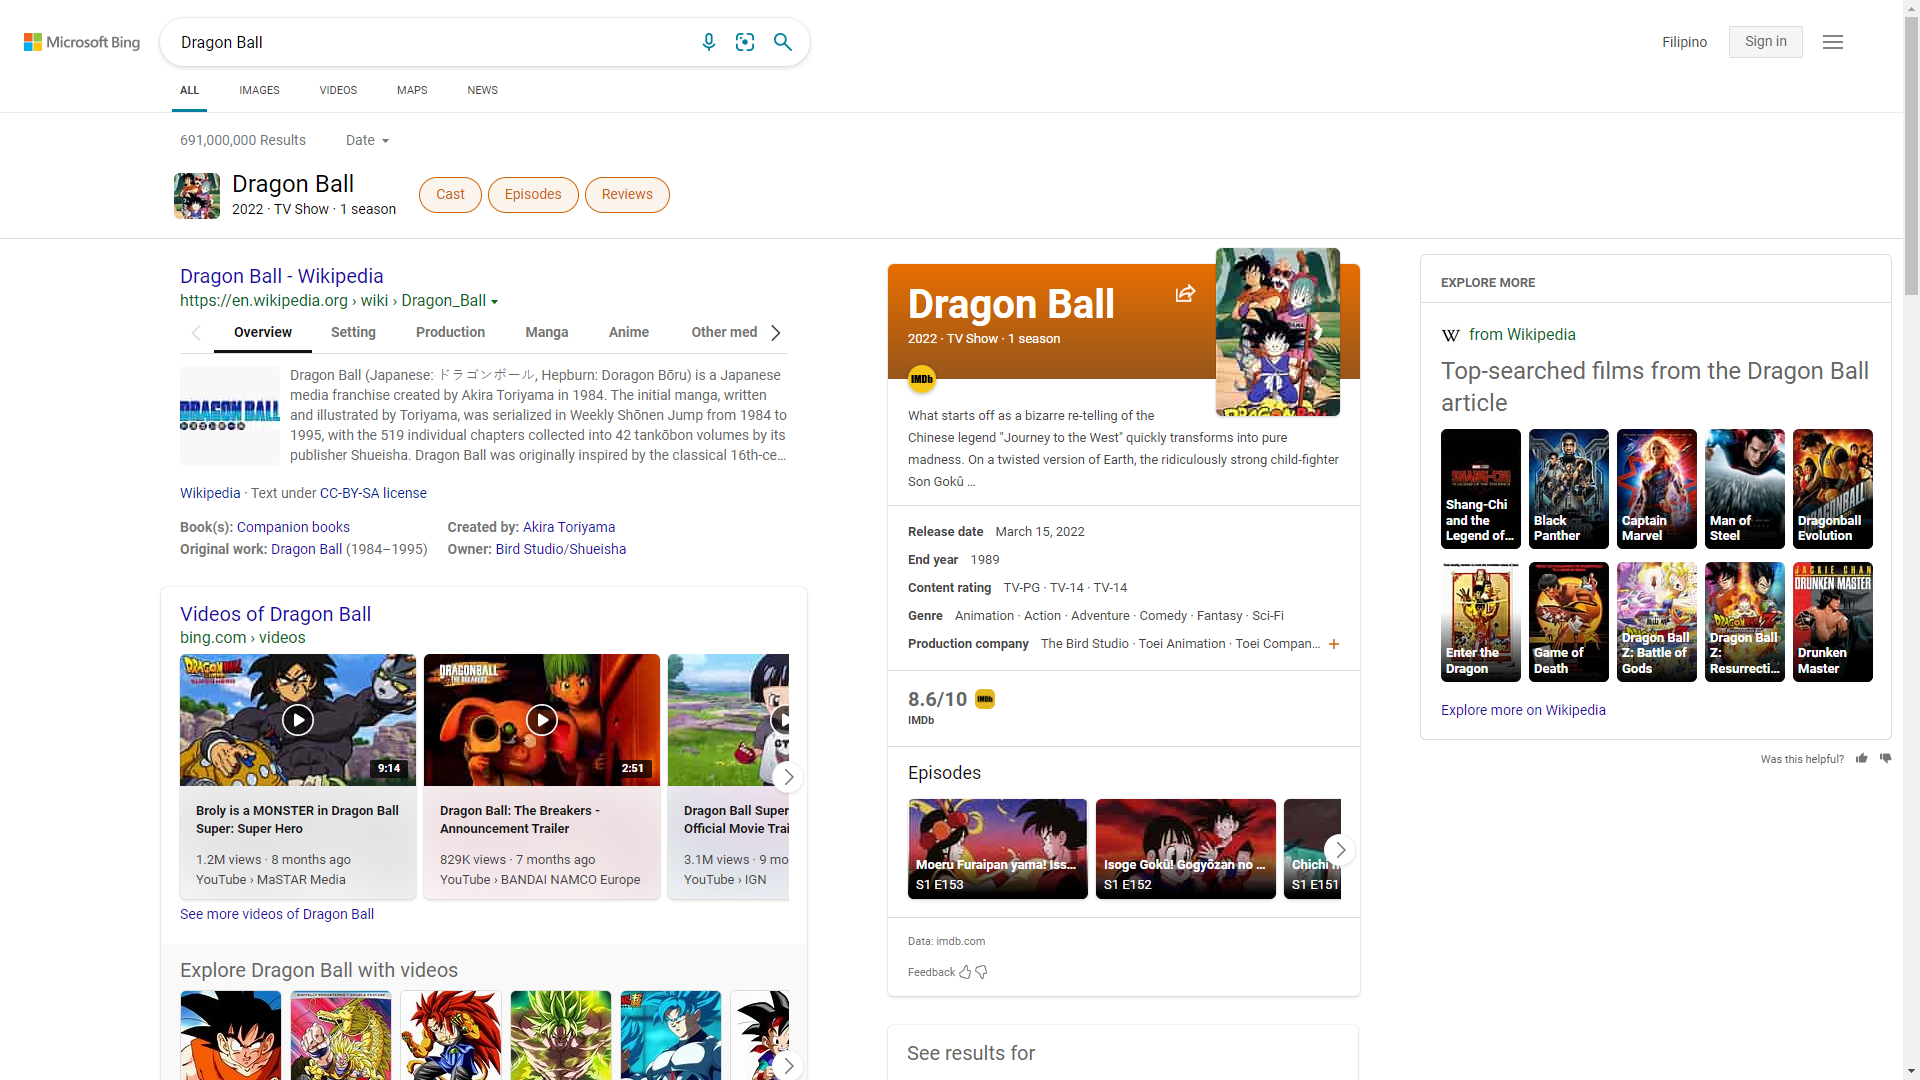 Microsoft Bing
Dragon Ball
Filipino
Sign in
ALL
IMAGES
VIDEOS
MAPS
NEWS
691,000,000 Results
Date
Dragon Ball
2022 · TV Show · 1 season
Cast
Episodes
Reviews
Dragon Ball - Wikipedia
https://en.wikipedia.org › wiki › Dragon_Ball
Overview
Setting
Production
Manga
Anime
Other med
DRAGON BALL
Dragon Ball (Japanese: ドラゴンボール, Hepburn: Doragon Bōru) is a Japanese
media franchise created by Akira Toriyama in 1984. The initial manga, written
and illustrated by Toriyama, was serialized in Weekly Shōnen Jump from 1984 to
1995, with the 519 individual chapters collected into 42 tankōbon volumes by its
publisher Shueisha. Dragon Ball was originally inspired by the classical 16th-ce...
Wikipedia · Text under CC-BY-SA license
Book(s): Companion books
Created by: Akira Toriyama
Original work: Dragon Ball (1984–1995)
Owner: Bird Studio/Shueisha
Videos of Dragon Ball
bing.com › videos
9:14
Broly is a MONSTER in Dragon Ball
Super: Super Hero
1.2M views · 8 months ago
YouTube › MaSTAR Media
DRAGONBALL
THE BREAKERS
2:51
Dragon Ball: The Breakers -
Announcement Trailer
829K views · 7 months ago
YouTube › BANDAI NAMCO Europe
Dragon Ball Super
Official Movie Trai
3.1M views · 9 mo
YouTube › IGN
See more videos of Dragon Ball
Explore Dragon Ball with videos
Dragon Ball
2022 · TV Show · 1 season
IMDb
What starts off as a bizarre re-telling of the
Chinese legend "Journey to the West" quickly transforms into pure
madness. On a twisted version of Earth, the ridiculously strong child-fighter
Son Gokû ...
Release date March 15, 2022
End year 1989
Content rating TV-PG · TV-14 · TV-14
Genre Animation · Action · Adventure · Comedy · Fantasy · Sci-Fi
Production company The Bird Studio · Toei Animation · Toei Compan...
8.6/10 IMDb
IMDb
Episodes
Moeru Furaipan yama! Iss...
S1 E153
Isoge Gokû! Gogyôzan no ...
S1 E152
Chichi
S1 E151
Data: imdb.com
Feedback
See results for
EXPLORE MORE
W from Wikipedia
Top-searched films from the Dragon Ball
article
Shang-Chi
and the
Legend of...
Black
Panther
Captain
Marvel
Man of
Steel
Dragonball
Evolution
Enter the
Dragon
Game of
Death
Dragon Ball
Z: Battle of
Gods
Dragon Ball
Z:
Resurrecti...
JACKIE CHAN
DRUNKEN MASTER
Drunken
Master
Explore more on Wikipedia
Was this helpful?